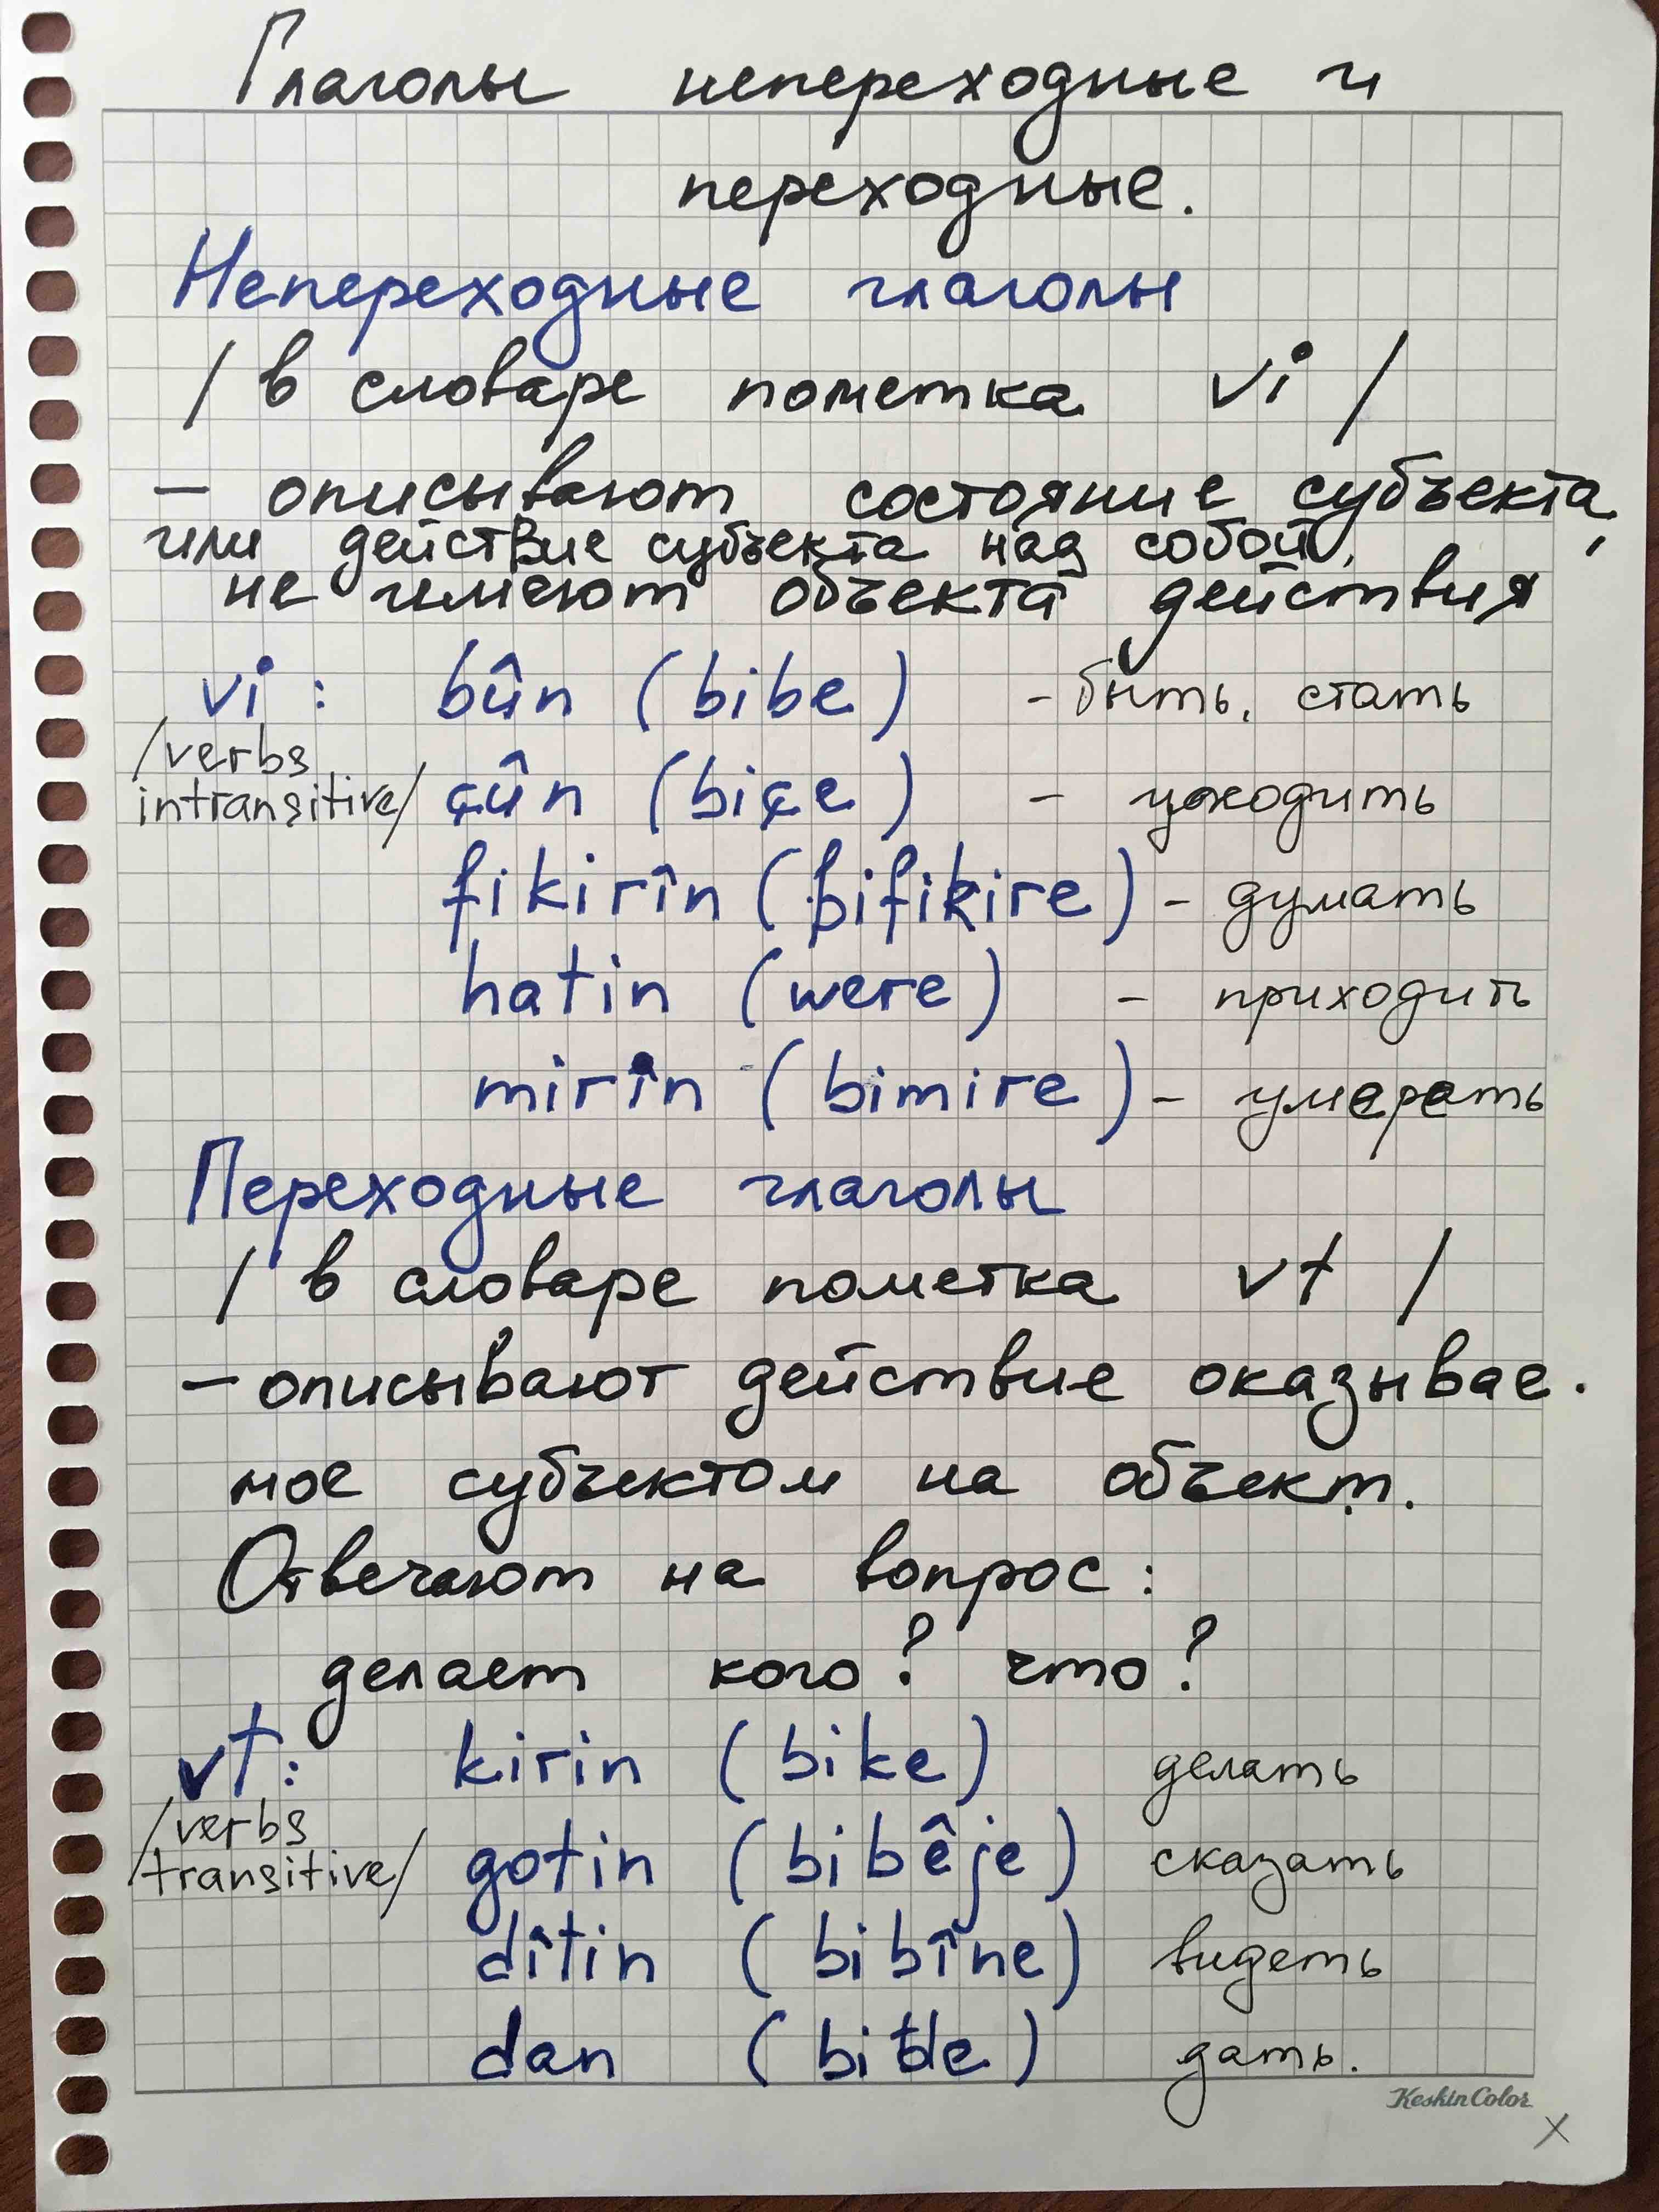 Глаголы непереходные и
переходные.
Непереходные глаголы
/ в словаре пометка vi /
– описывают состояние субъекта,
или действие субъекта над собой,
не имеют объекта действия
vi : bûn (bibe) - быть, стать
/verbs
intransitive/ çûn (biçe) - уходить
fikirîn (bifikire) - думать
hatin (were) - приходить
mirin (bimire) - умерать
Переходные глаголы
/ в словаре пометка vt /
– описывают действие оказывае.
мое субъектом на объект.
Отвечают на вопрос:
делает кого? что?
vt: kirin (bike) делать
/verbs
transitive/ gotin (bibêje) сказать
dîtin (bibîne) видеть
dan (bide) дать.
KeskinColor
X